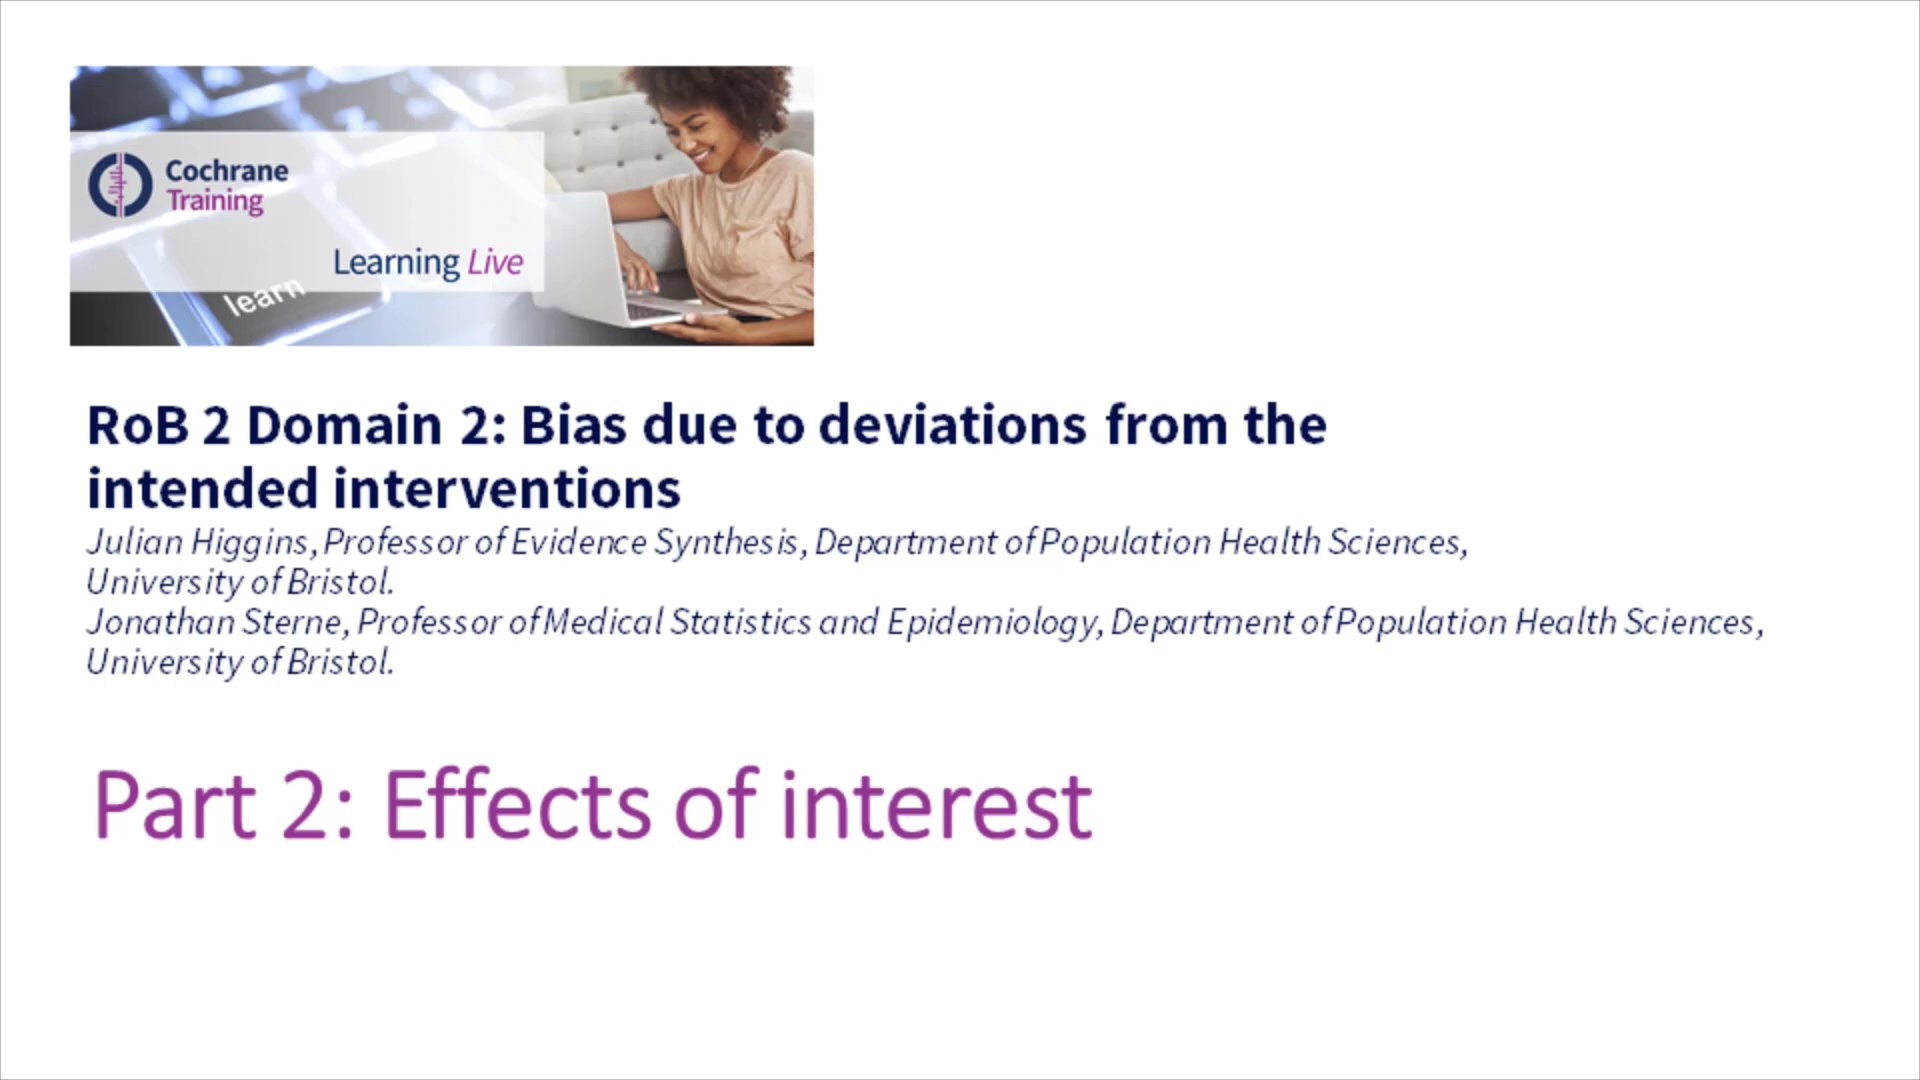 Cochrane
Training
Learning Live
learn
RoB 2 Domain 2: Bias due to deviations from the
intended interventions
Julian Higgins, Professor of Evidence Synthesis, Department of Population Health Sciences,
University of Bristol.
Jonathan Sterne, Professor of Medical Statistics and Epidemiology, Department of Population Health Sciences,
University of Bristol.
Part 2: Effects of interest